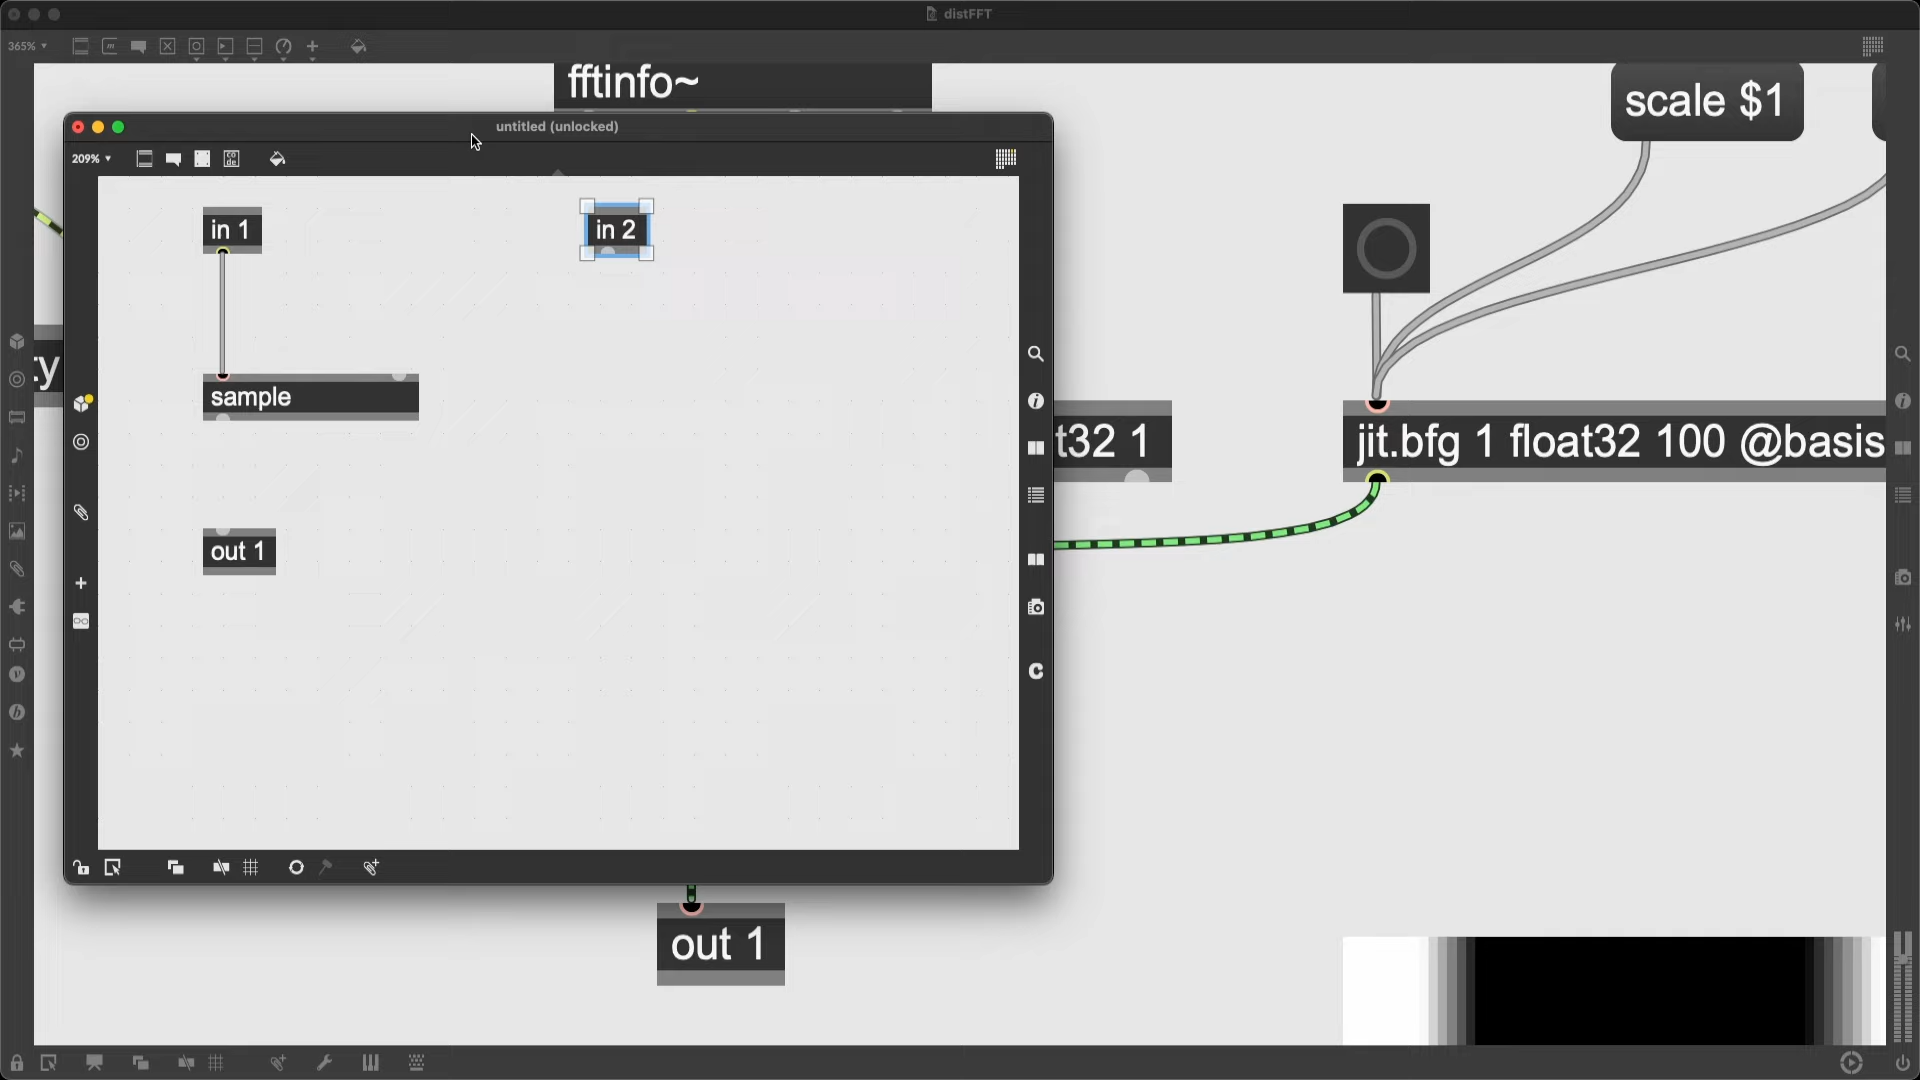 distFFT
365%
fftinfo~
scale $1
untitled (unlocked)
209%
in 1
in 2
sample
out 1
t32 1
jit.bfg 1 float32 100 @basis
out 1